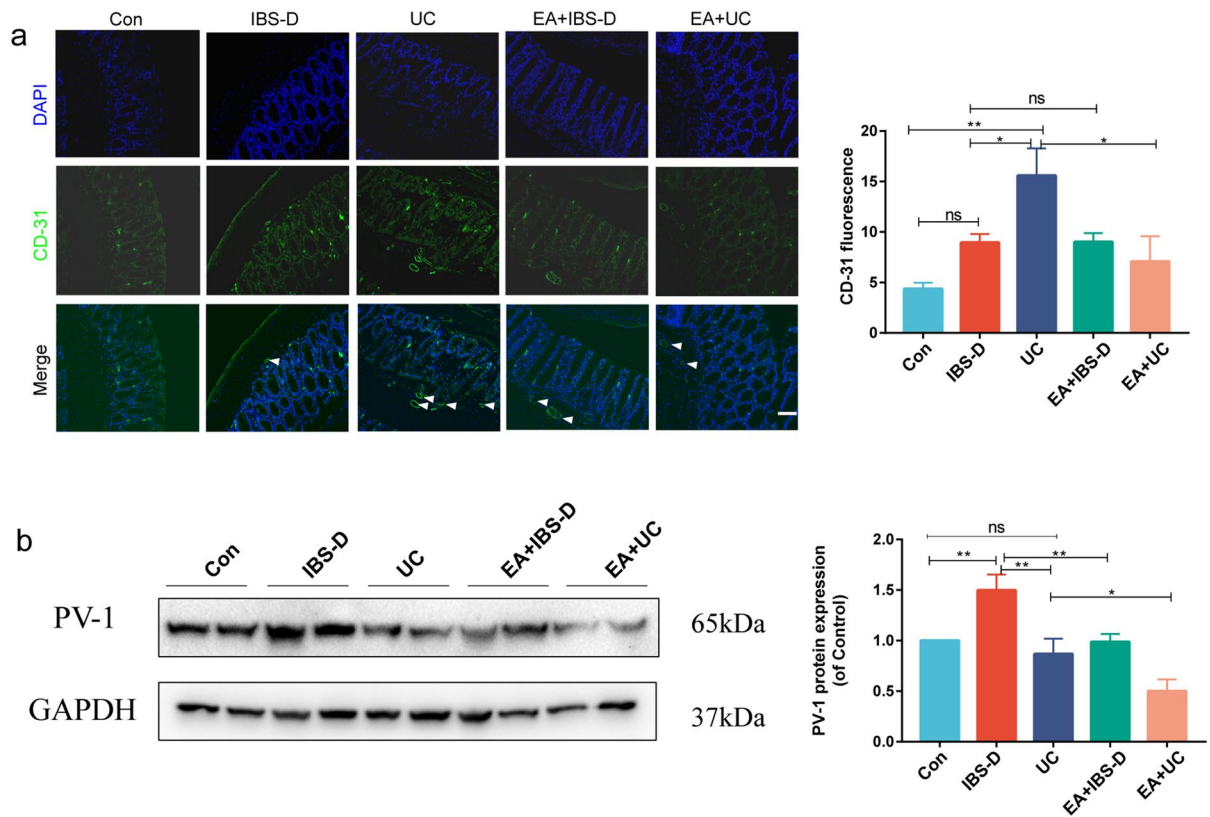 a
Con
IBS-D
UC
EA+IBS-D
EA+UC
DAPI
CD-31
Merge
CD-31 fluorescence
20
15
10
5
0
ns
**
*
*
ns
Con
IBS-D
UC
EA+IBS-D
EA+UC
b
Con
IBS-D
UC
EA+IBS-D
EA+UC
PV-1
65kDa
GAPDH
37kDa
PV-1 protein expression
(of Control)
2.0
1.5
1.0
0.5
0.0
ns
**
**
**
*
Con
IBS-D
UC
EA+IBS-D
EA+UC